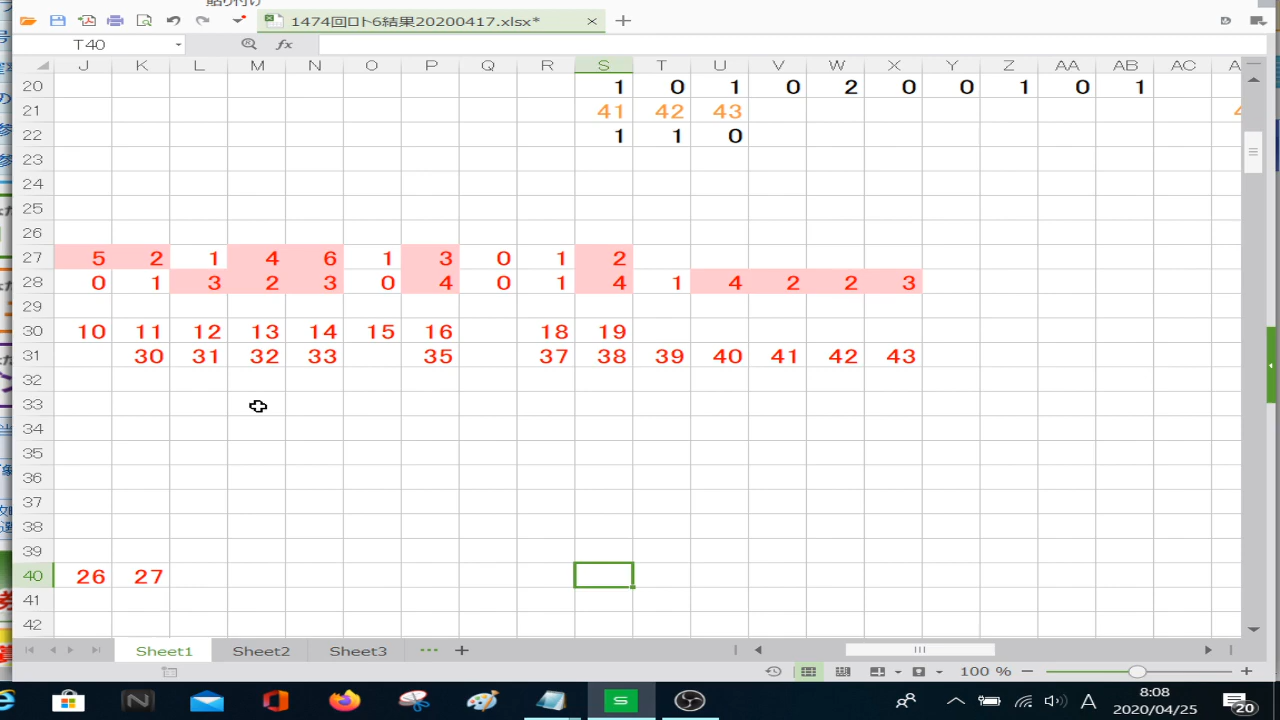 貼り付け
1474回ロト6結果20200417.xlsx*
T40 fx
J K L M N O P Q R S T U V W X Y Z AA AB AC
20 1 0 1 0 2 0 0 1 0 1
21 41 42 43
22 1 1 0
23
24
25
26
27 5 2 1 4 6 1 3 0 1 2
28 0 1 3 2 3 0 4 0 1 4 1 4 2 2 3
29
30 10 11 12 13 14 15 16 18 19
31 30 31 32 33 35 37 38 39 40 41 42 43
32
33
34
35
36
37
38
39
40 26 27
41
42
Sheet1 Sheet2 Sheet3 ••• +
100 % − +
N S A 8:08
2020/04/25 20